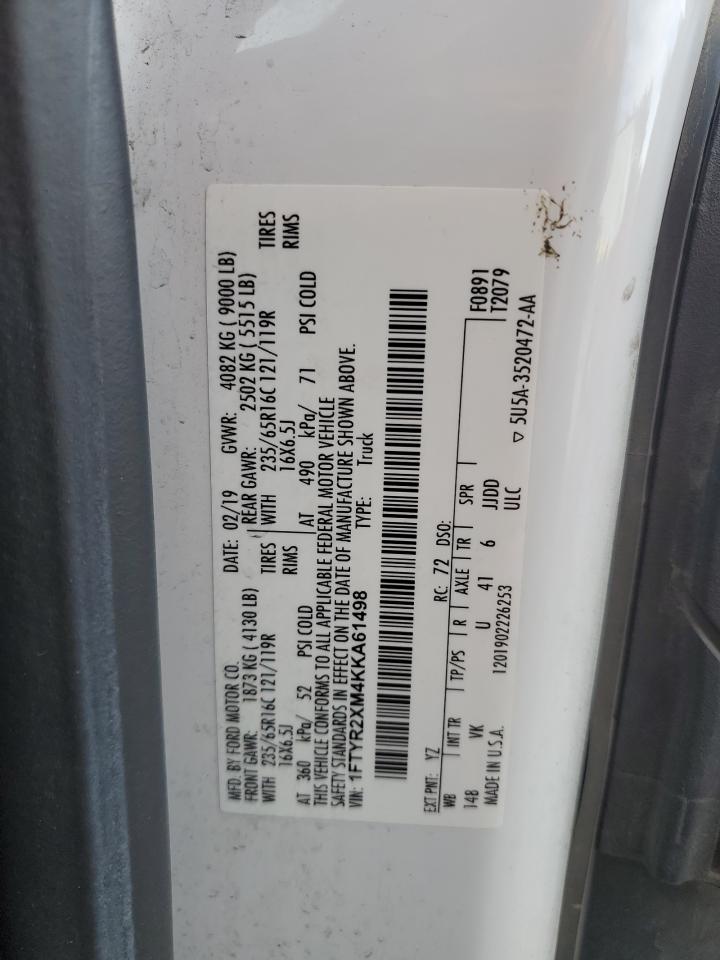 MFD. BY FORD MOTOR CO. DATE: 02/19 GVWR: 4082 KG ( 9000 LB)
FRONT GAWR: 1873 KG ( 4130 LB) REAR GAWR: 2502 KG ( 5515 LB)
WITH 235/65R16C 121/119R TIRES WITH 235/65R16C 121/119R TIRES
16X6.5J RIMS 16X6.5J RIMS
AT 360 kPa/ 52 PSI COLD AT 490 kPa/ 71 PSI COLD
THIS VEHICLE CONFORMS TO ALL APPLICABLE FEDERAL MOTOR VEHICLE
SAFETY STANDARDS IN EFFECT ON THE DATE OF MANUFACTURE SHOWN ABOVE.
VIN: 1FTYR2XM4KKA61498 TYPE: Truck
EXT PNT: YZ RC: 72 DSO:
WB INT TR TP/PS R AXLE TR SPR F0891
148 VK U 41 6 JJDD T2079
ULC
MADE IN U.S.A. 1201902226253 ▽ 5U5A-3520472-AA